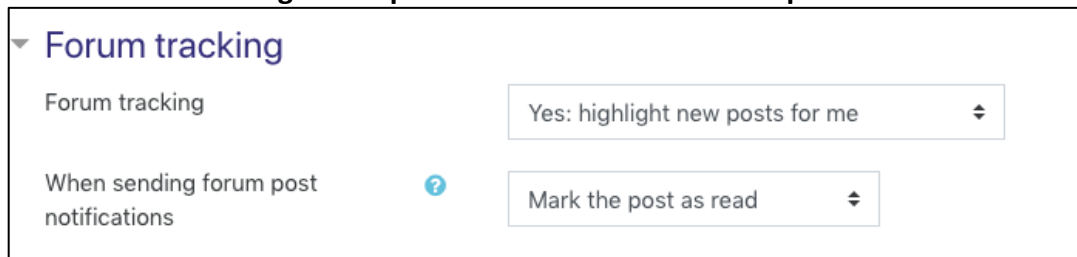 Forum tracking
Forum tracking
Yes: highlight new posts for me
When sending forum post
notifications
?
Mark the post as read